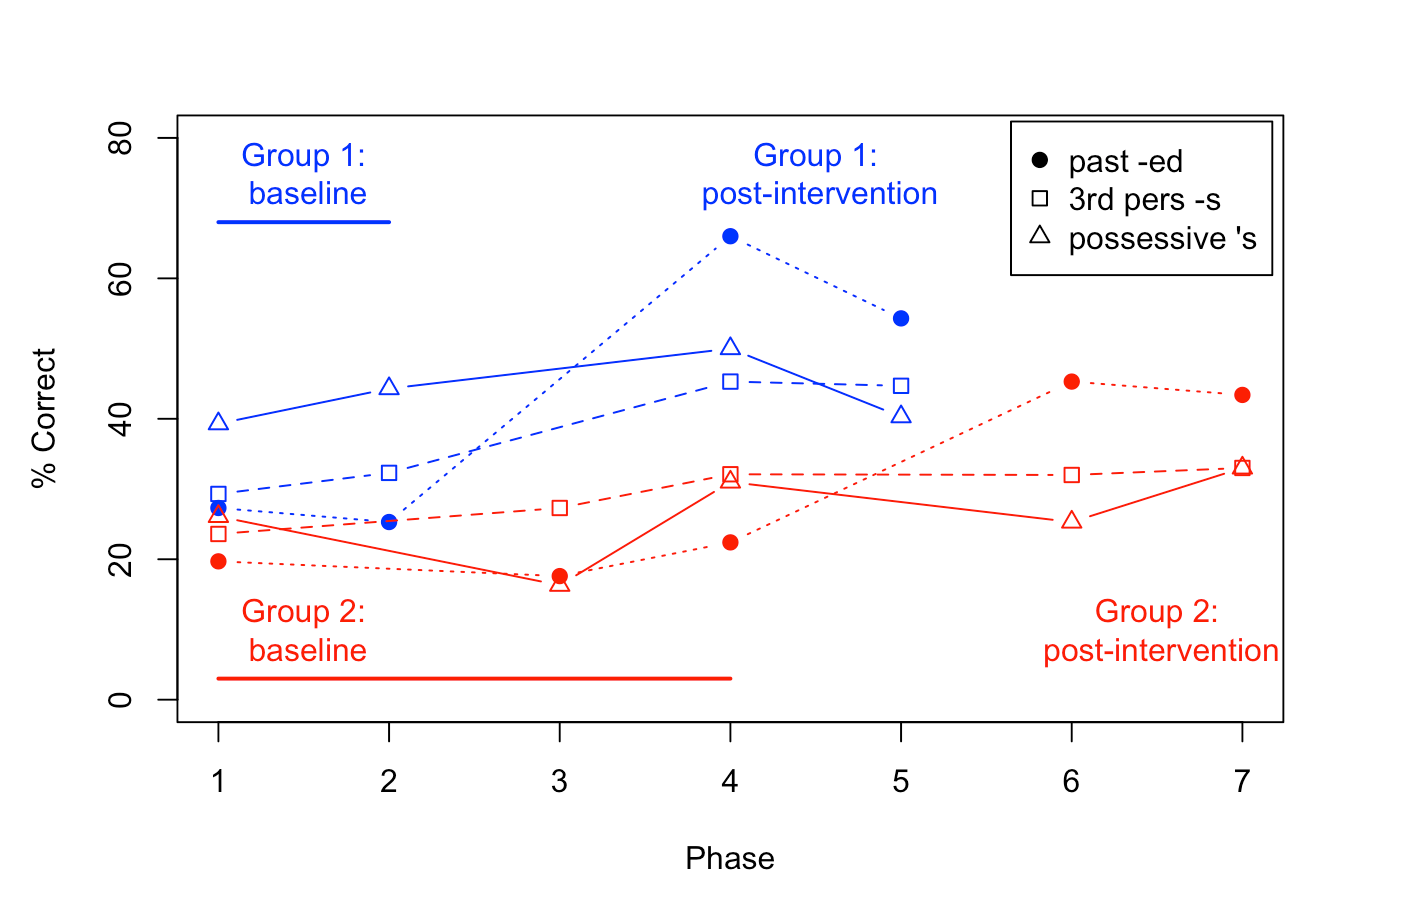 Group 1:
baseline
Group 1:
post-intervention
past -ed
3rd pers -s
possessive 's
80
60
40
20
0
% Correct
Group 2:
baseline
Group 2:
post-intervention
1 2 3 4 5 6 7
Phase